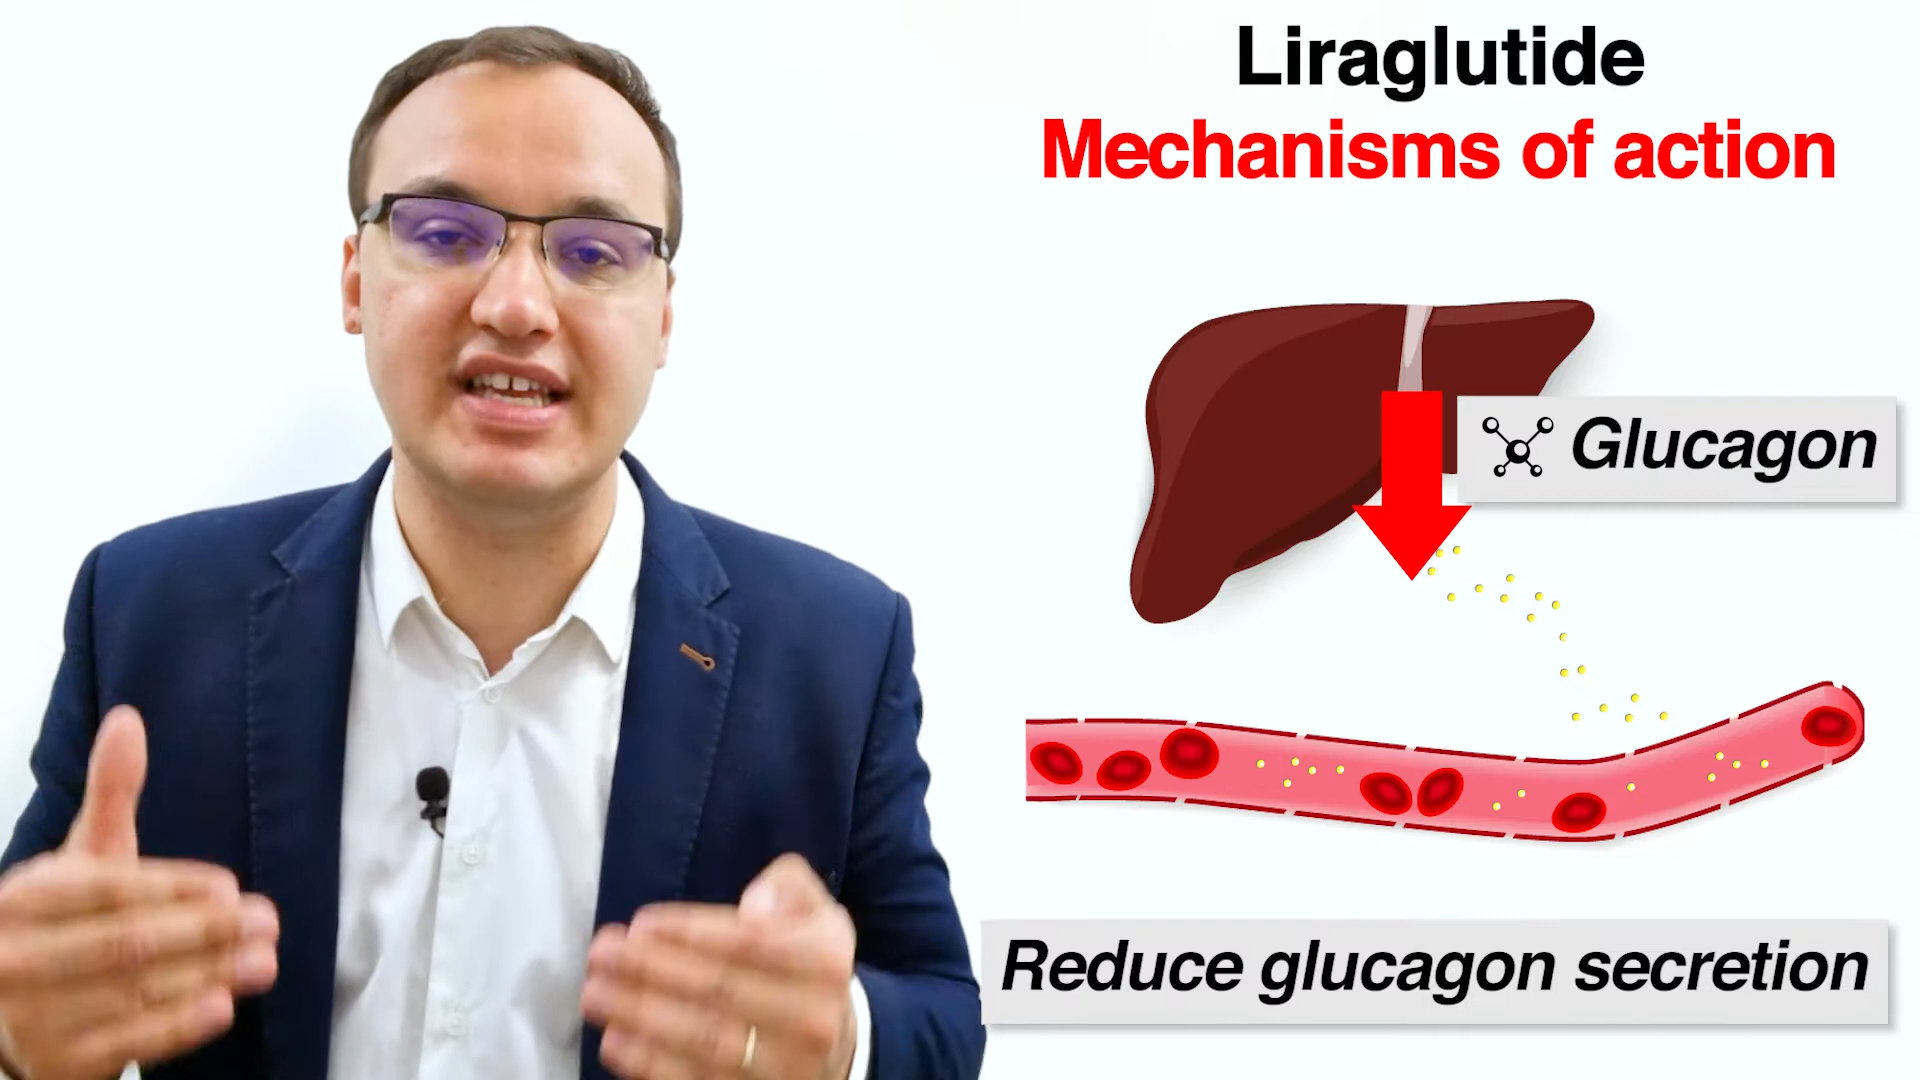 Liraglutide
Mechanisms of action
Glucagon
Reduce glucagon secretion